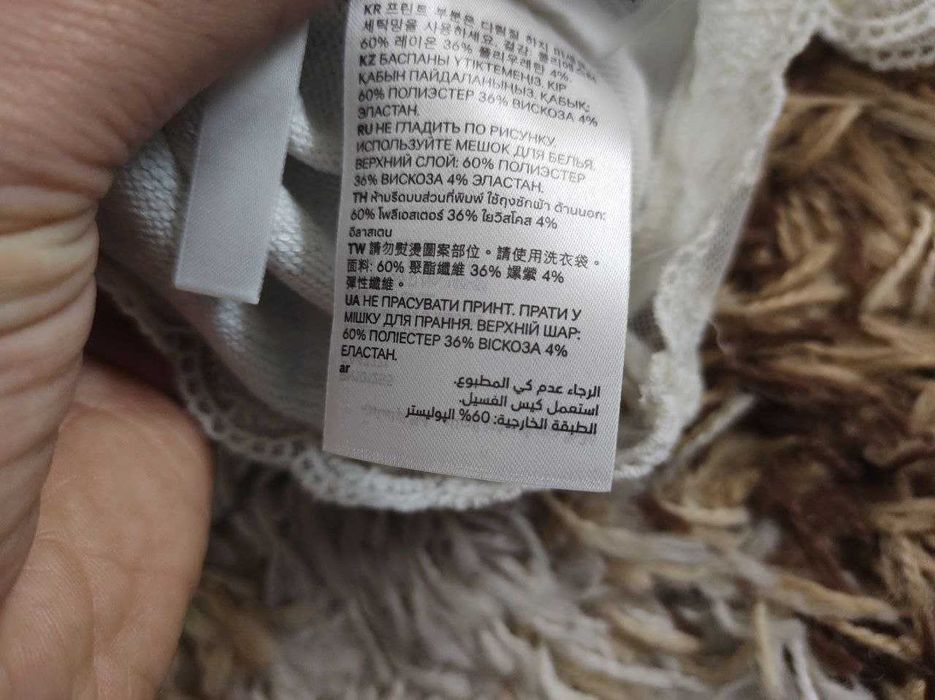 KR 프린트 부분은 다림질 하지 마세요.
세탁망을 사용하세요. 겉감: 폴리에스터
60% 레이온 36% 폴리우레탄 4%
KZ БАСПАНЫ ҮТІКТЕМЕҢІЗ. КІР
ҚАБЫН ПАЙДАЛАНЫҢЫЗ. ҚАБЫҚ:
60% ПОЛИЭСТЕР 36% ВИСКОЗА 4%
ЭЛАСТАН.
RU НЕ ГЛАДИТЬ ПО РИСУНКУ.
ИСПОЛЬЗУЙТЕ МЕШОК ДЛЯ БЕЛЬЯ.
ВЕРХНИЙ СЛОЙ: 60% ПОЛИЭСТЕР
36% ВИСКОЗА 4% ЭЛАСТАН.
TH ห้ามรีดบนส่วนที่พิมพ์ ใช้ถุงซักผ้า ด้านนอก:
60% โพลีเอสเตอร์ 36% ใยวิสโคส 4%
อีลาสเตน
TW 請勿熨燙圖案部位。請使用洗衣袋。
面料: 60% 聚酯纖維 36% 嫘縈 4%
彈性纖維。
UA НЕ ПРАСУВАТИ ПРИНТ. ПРАТИ У
МІШКУ ДЛЯ ПРАННЯ. ВЕРХНІЙ ШАР:
60% ПОЛІЕСТЕР 36% ВІСКОЗА 4%
ЕЛАСТАН.
ar
الرجاء عدم كي المطبوع.
استعمل كيس الغسيل.
الطبقة الخارجية: 60% البوليستر